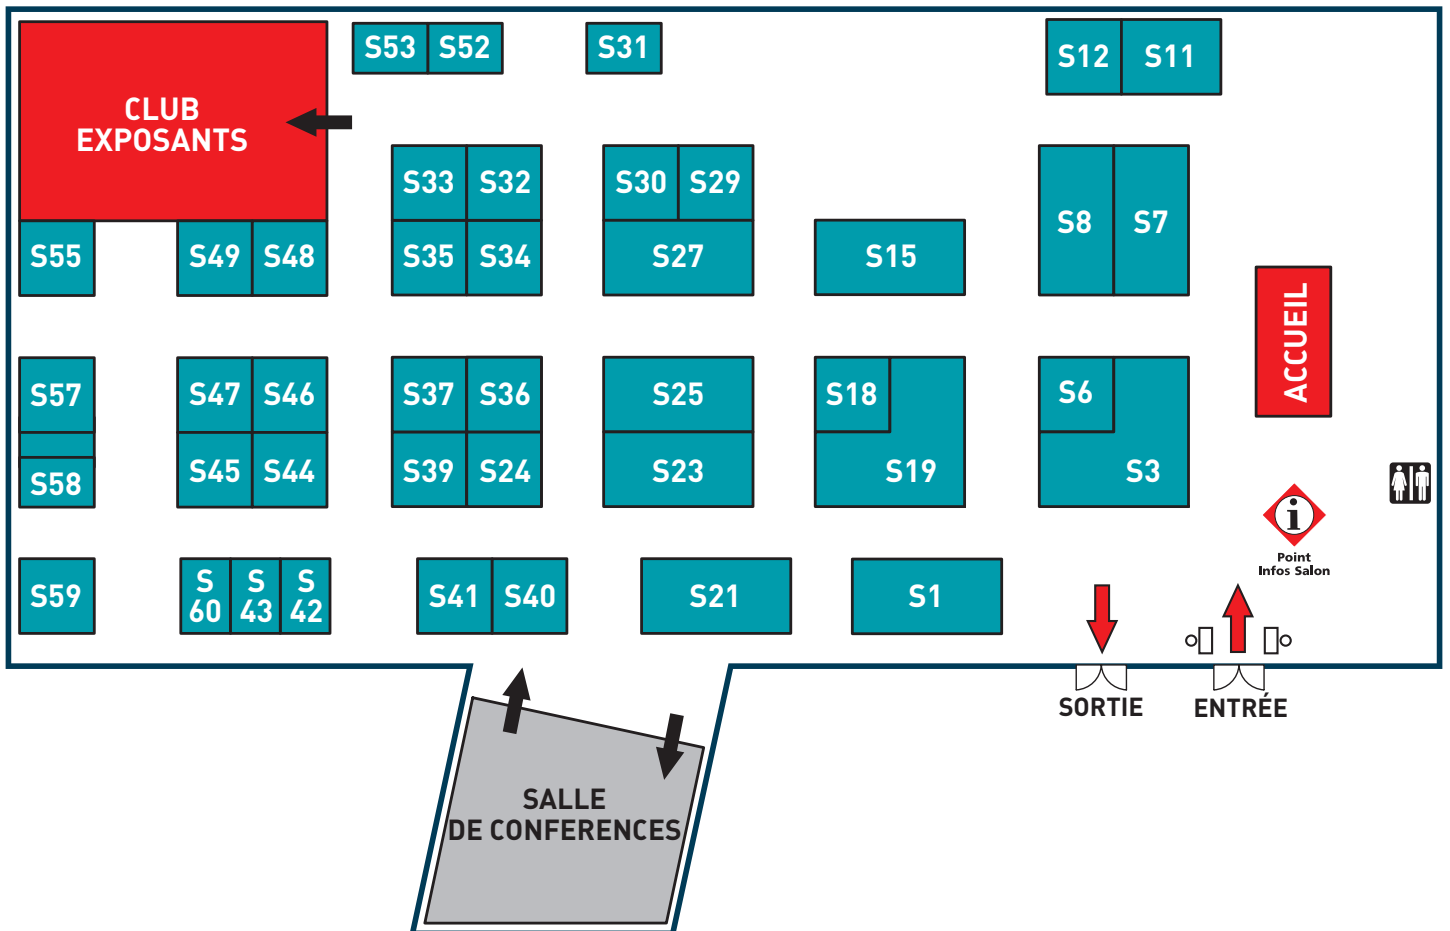 S53
S52
S31
S12
S11
CLUB
EXPOSANTS
S33
S32
S30
S29
S8
S7
S55
S49
S48
S35
S34
S27
S15
ACCUEIL
S57
S47
S46
S37
S36
S25
S18
S6
S58
S45
S44
S39
S24
S23
S19
S3
Point
Infos Salon
S59
S
60
S
43
S
42
S41
S40
S21
S1
SORTIE
ENTRÉE
SALLE
DE CONFERENCES